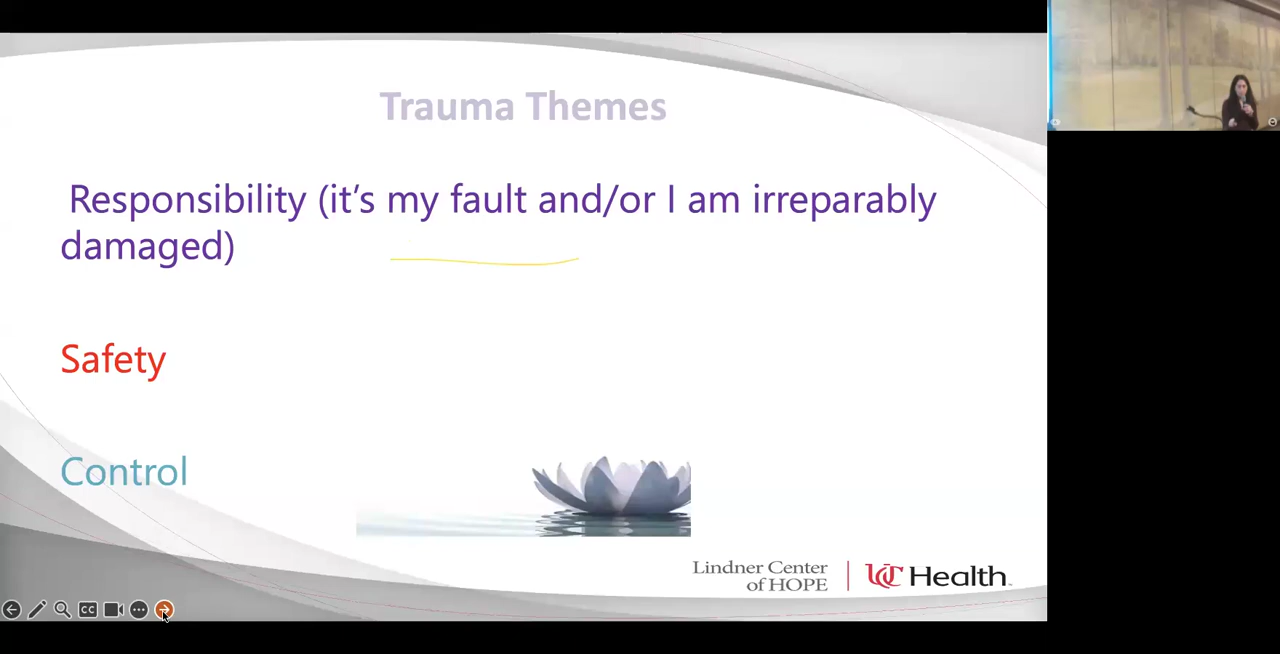 Trauma Themes
Responsibility (it’s my fault and/or I am irreparably
damaged)
Safety
Control
Lindner Center
of HOPE
UC Health
CC